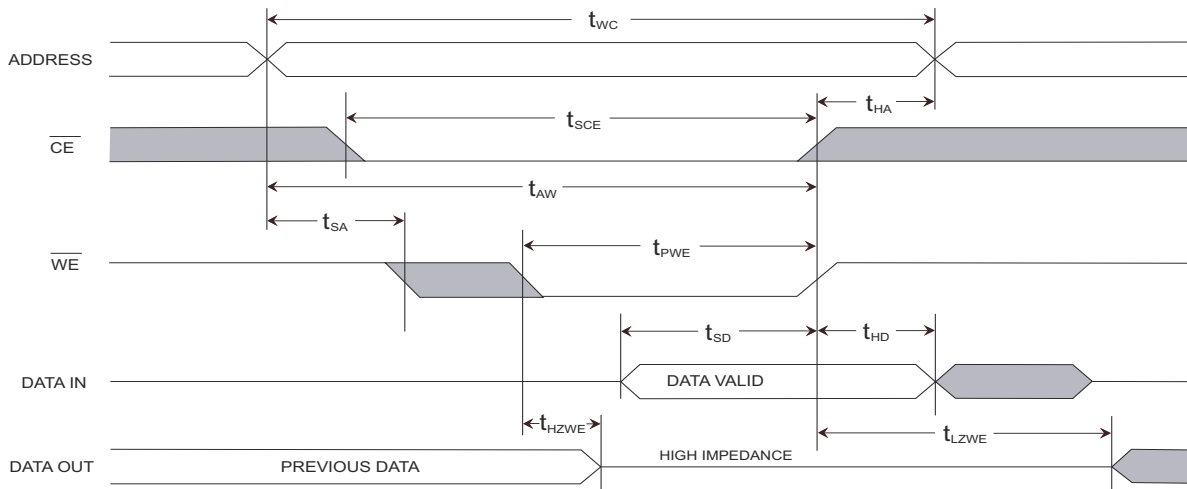 tWC
ADDRESS
tHA
tSCE
CE
tAW
tSA
tPWE
WE
tSD
tHD
DATA IN
DATA VALID
tHZWE
tLZWE
DATA OUT
PREVIOUS DATA
HIGH IMPEDANCE